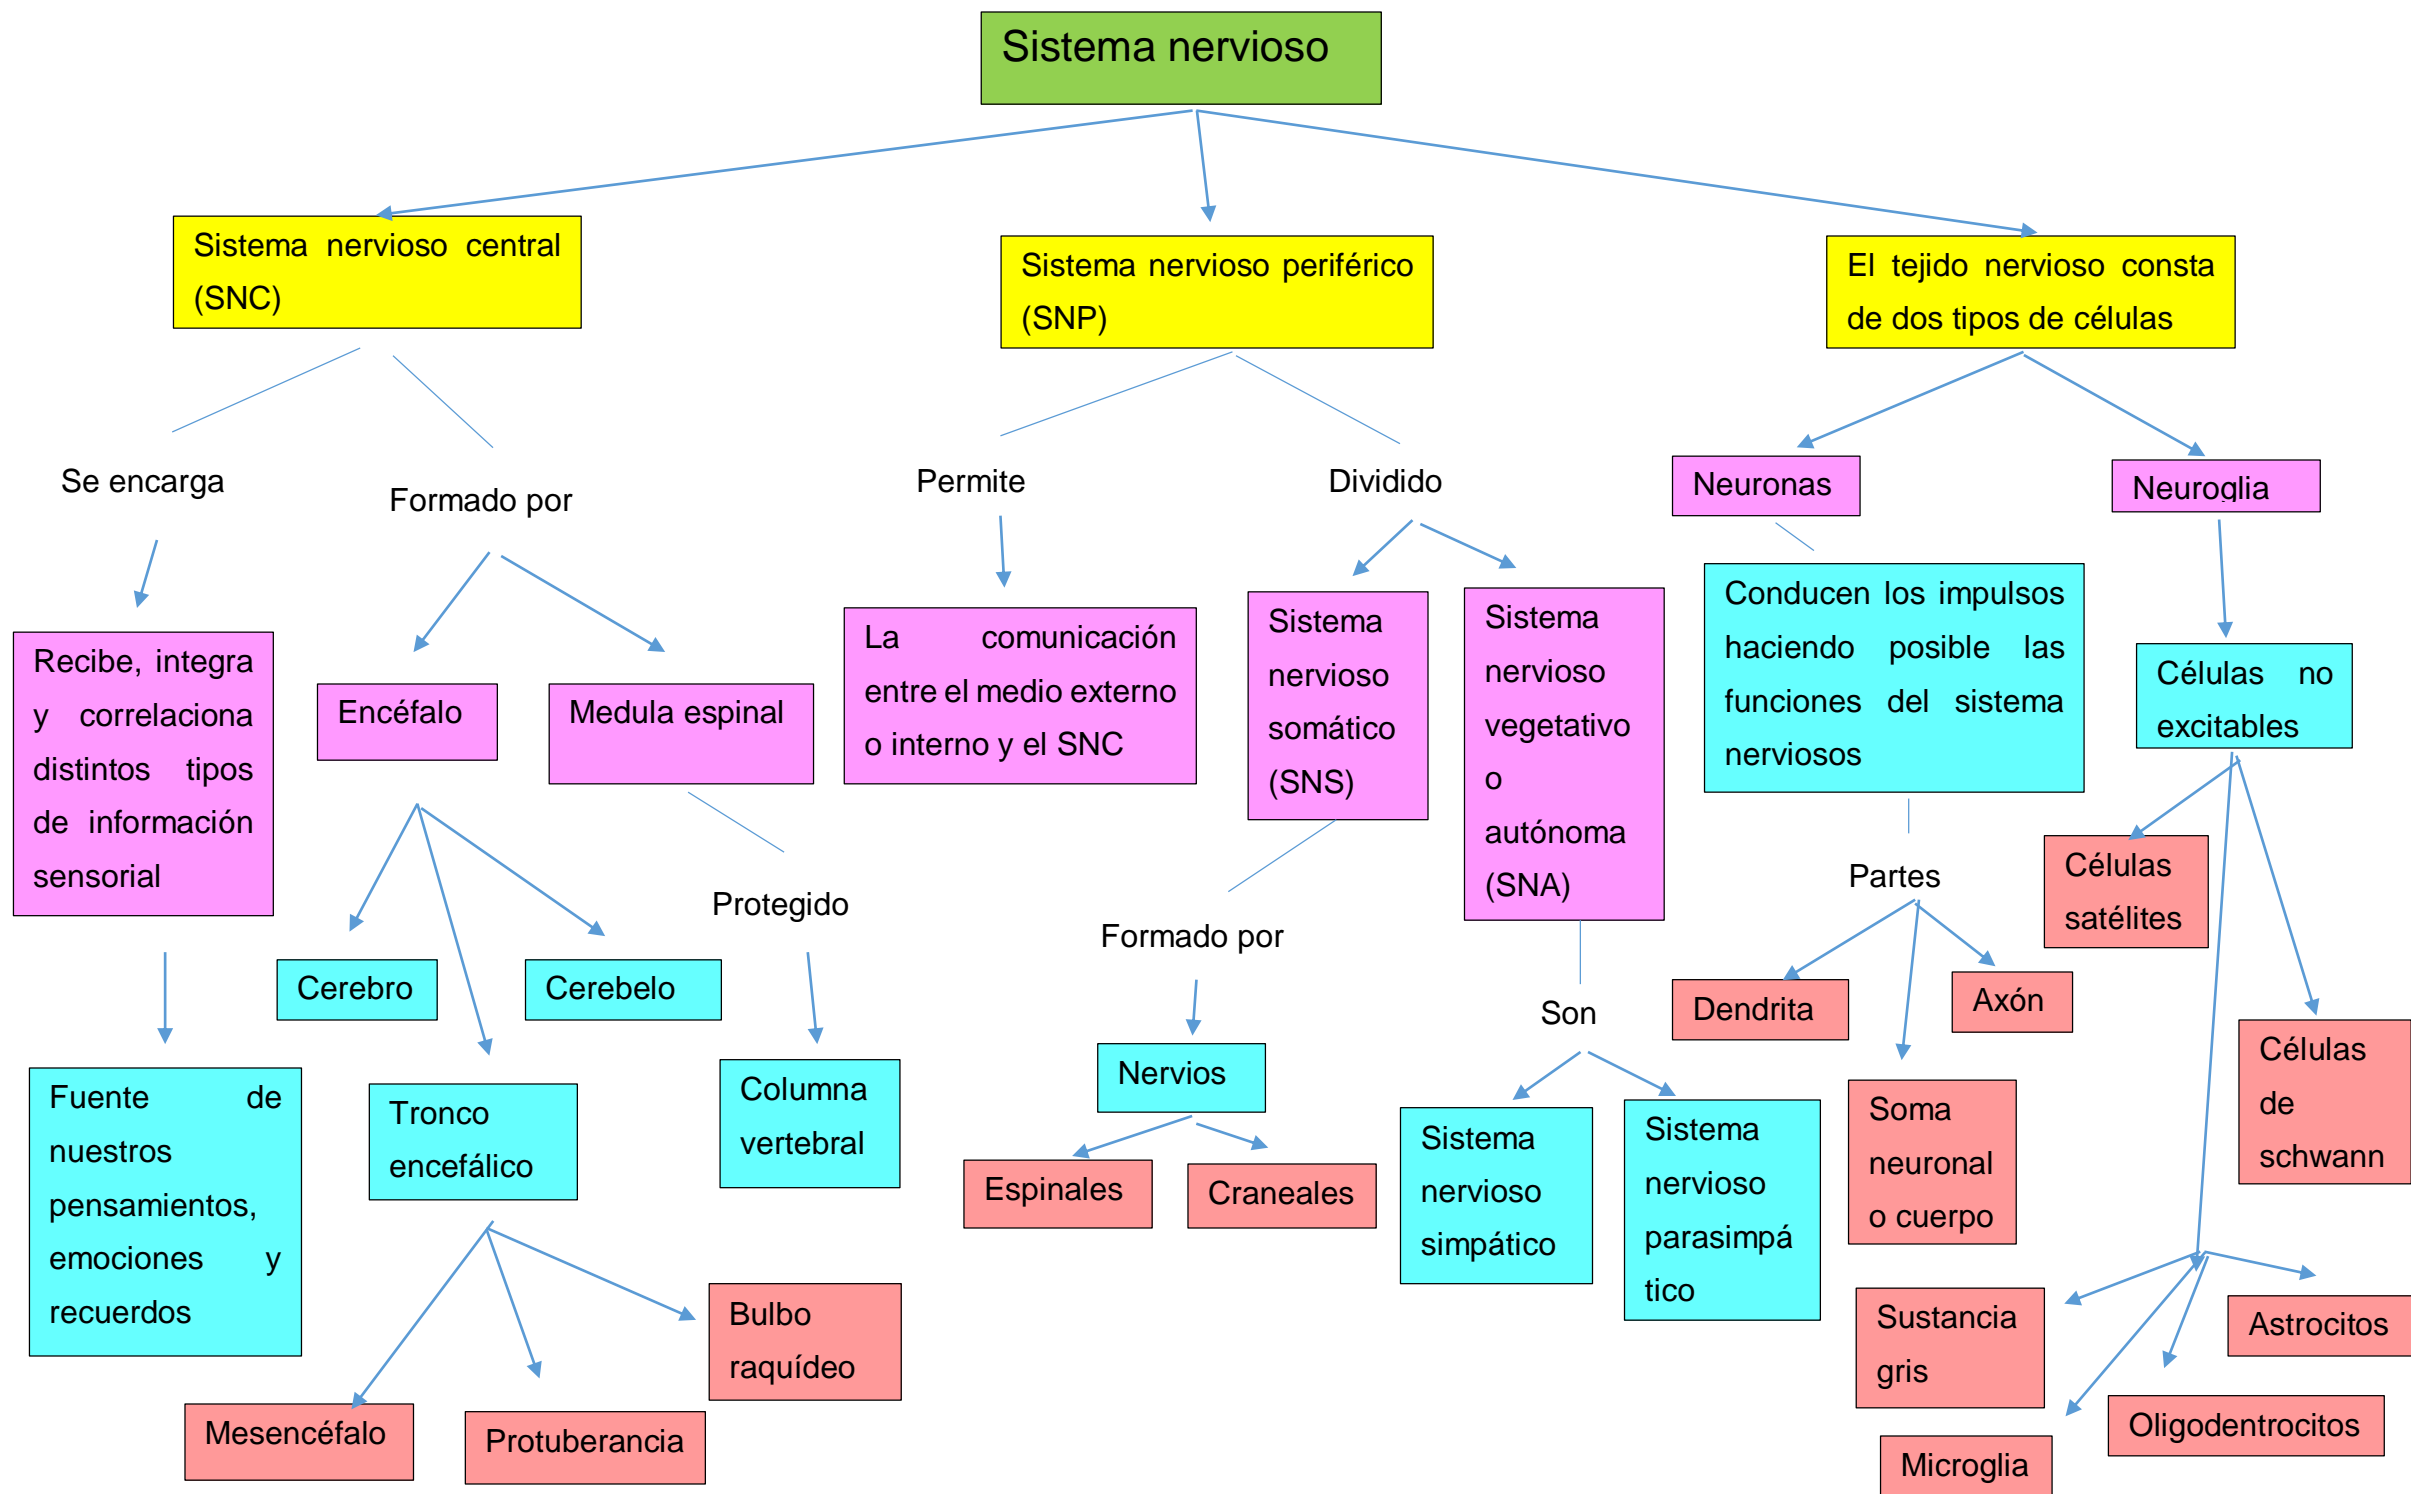 Sistema nervioso
Sistema nervioso central
(SNC)
Sistema nervioso periférico
(SNP)
El tejido nervioso consta
de dos tipos de células
Se encarga
Formado por
Permite
Dividido
Neuronas
Neuroglia
Recibe, integra
y correlaciona
distintos tipos
de información
sensorial
Encéfalo
Medula espinal
La comunicación
entre el medio externo
o interno y el SNC
Sistema
nervioso
somático
(SNS)
Sistema
nervioso
vegetativo
o
autónoma
(SNA)
Conducen los impulsos
haciendo posible las
funciones del sistema
nerviosos
Células no
excitables
Protegido
Formado por
Partes
Células
satélites
Cerebro
Cerebelo
Son
Dendrita
Axón
Fuente de
nuestros
pensamientos,
emociones y
recuerdos
Tronco
encefálico
Columna
vertebral
Nervios
Espinales
Craneales
Sistema
nervioso
simpático
Sistema
nervioso
parasimpá
tico
Soma
neuronal
o cuerpo
Células
de
schwann
Mesencéfalo
Protuberancia
Bulbo
raquídeo
Sustancia
gris
Astrocitos
Oligodentrocitos
Microglia